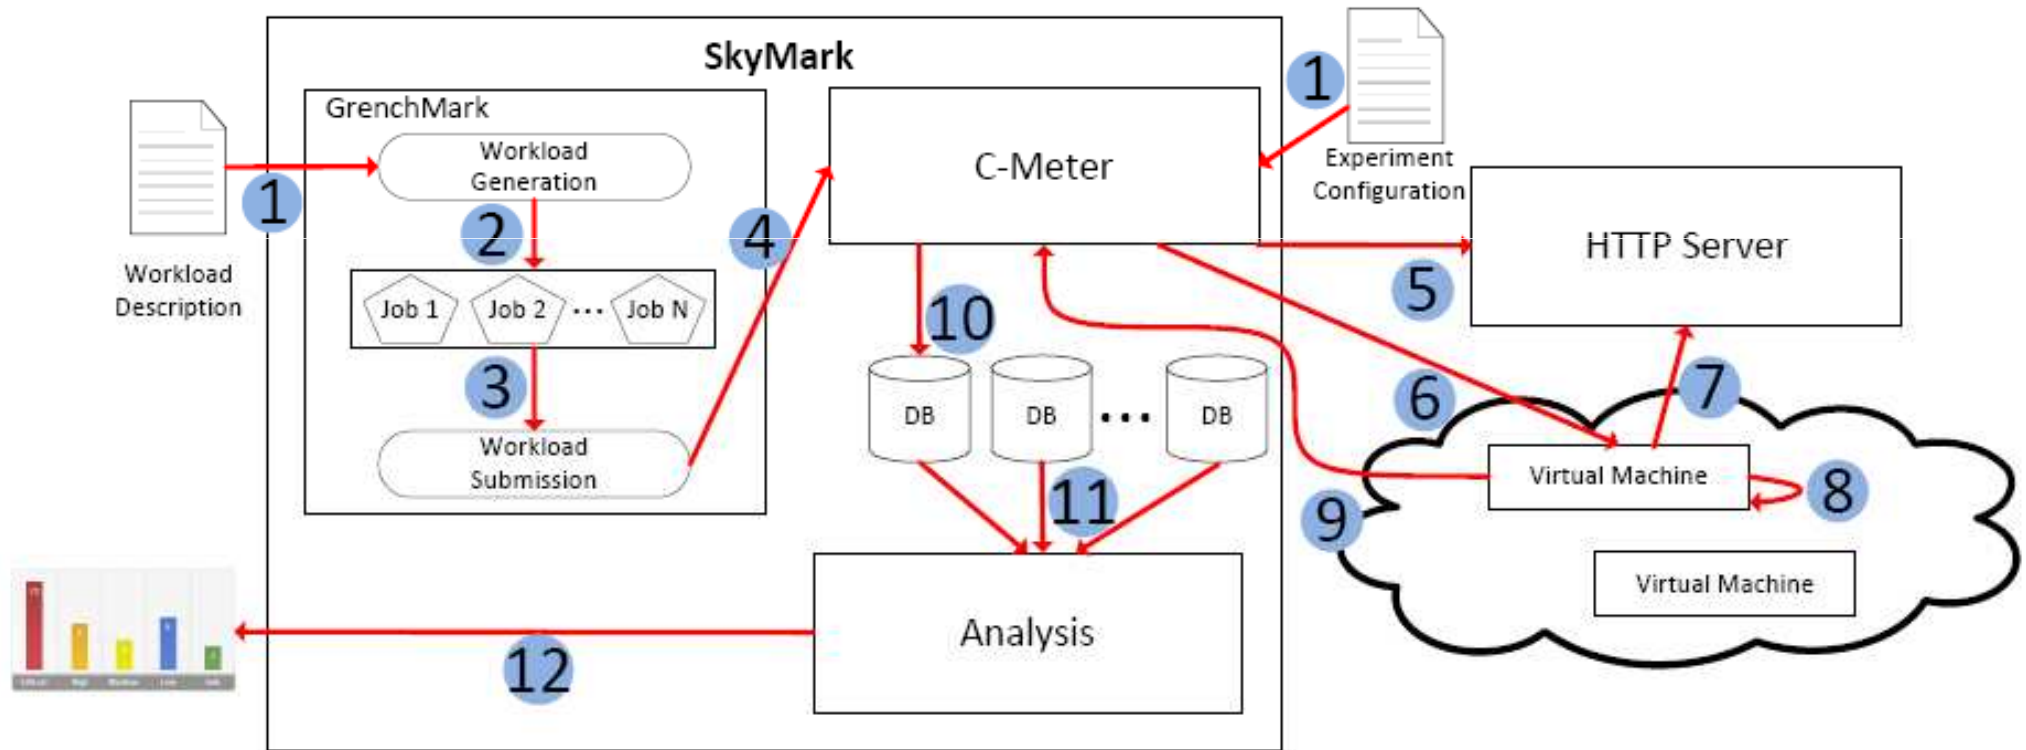 SkyMark
GrenchMark
Workload
Generation
1
Workload
Description
2
Job 1
Job 2
...
Job N
3
Workload
Submission
4
C-Meter
1
Experiment
Configuration
HTTP Server
5
10
6
7
DB
DB
...
DB
Virtual Machine
8
9
11
Virtual Machine
Analysis
12